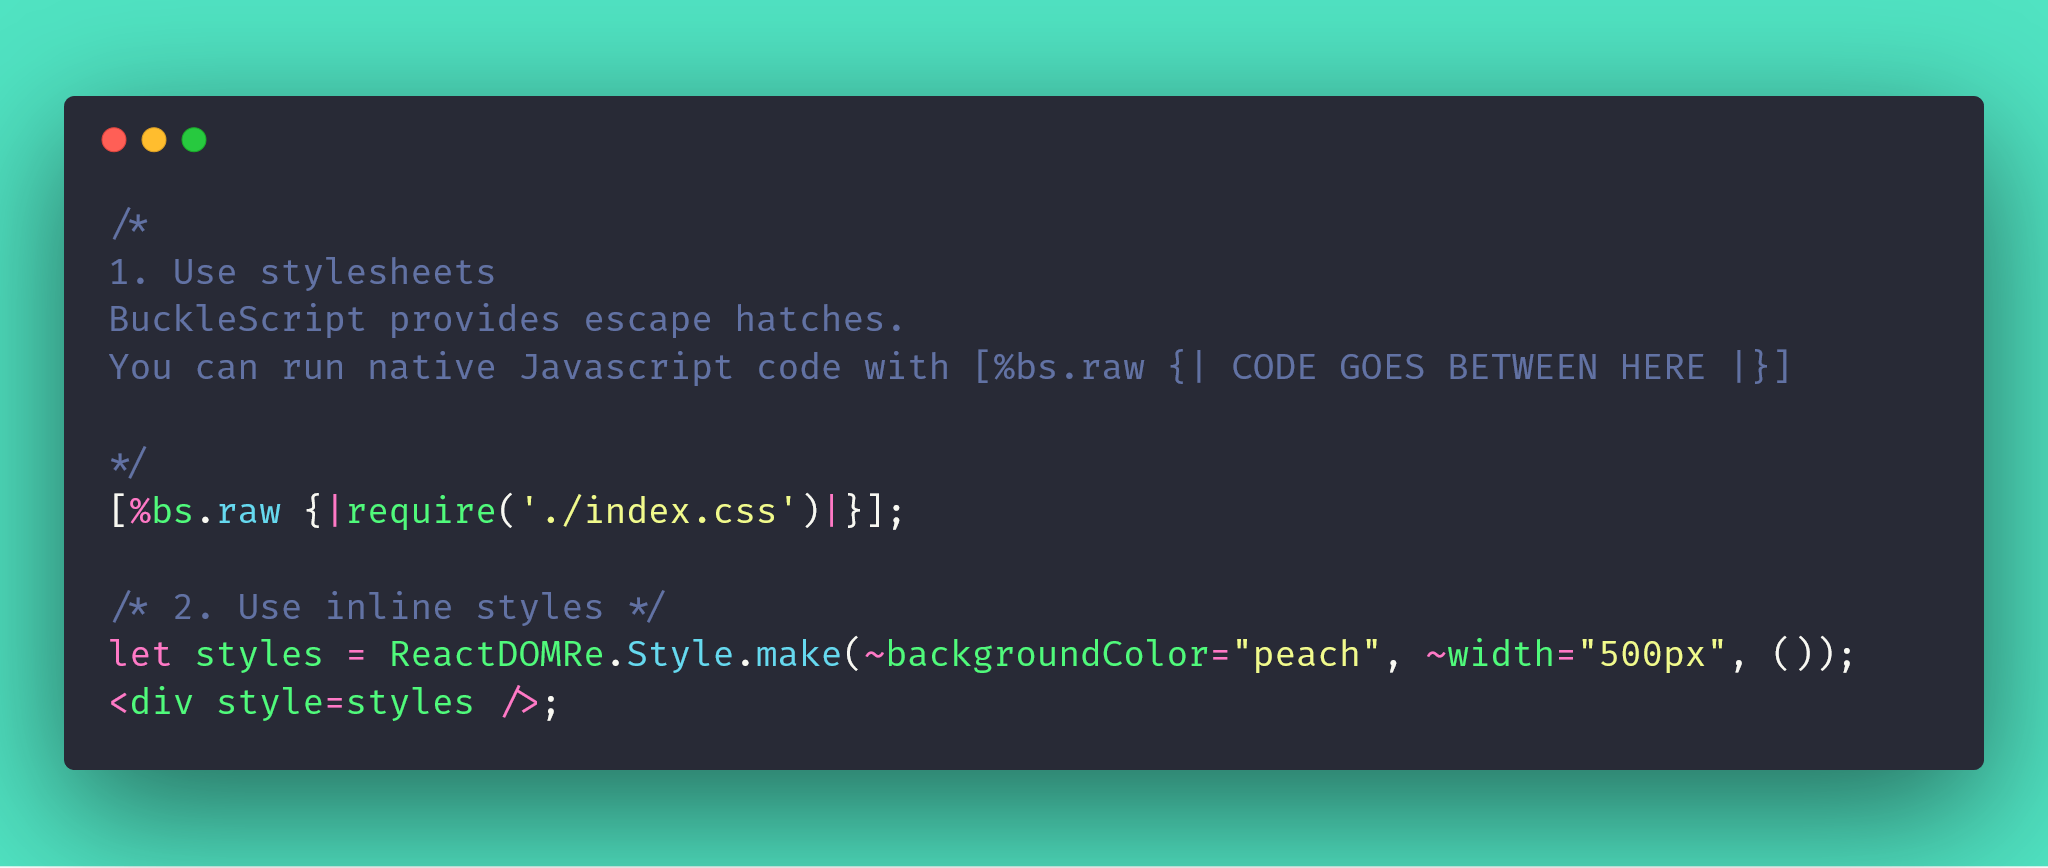 /*
1. Use stylesheets
BuckleScript provides escape hatches.
You can run native Javascript code with [%bs.raw {| CODE GOES BETWEEN HERE |}]
*/
[%bs.raw {|require('./index.css')|}];
/* 2. Use inline styles */
let styles = ReactDOMRe.Style.make(~backgroundColor="peach", ~width="500px", ());
<div style=styles />;